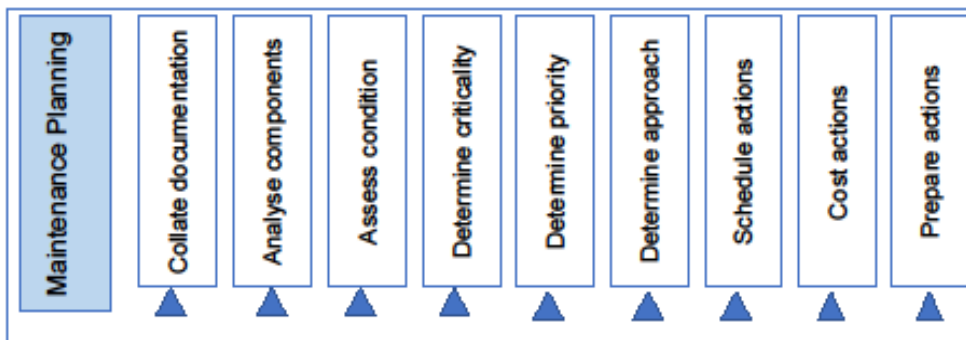 Maintenance Planning
Collate documentation
Analyse components
Assess condition
Determine criticality
Determine priority
Determine approach
Schedule actions
Cost actions
Prepare actions